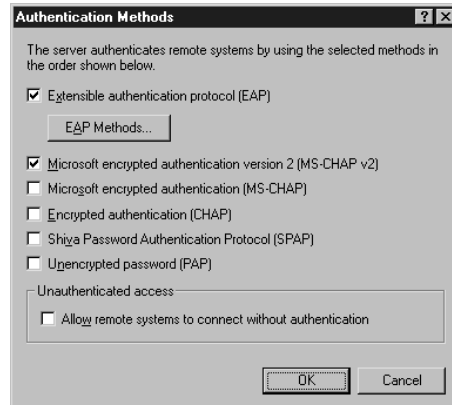 Authentication Methods
The server authenticates remote systems by using the selected methods in
the order shown below.
Extensible authentication protocol (EAP)
EAP Methods...
Microsoft encrypted authentication version 2 (MS-CHAP v2)
Microsoft encrypted authentication (MS-CHAP)
Encrypted authentication (CHAP)
Shiva Password Authentication Protocol (SPAP)
Unencrypted password (PAP)
Unauthenticated access
Allow remote systems to connect without authentication
OK
Cancel